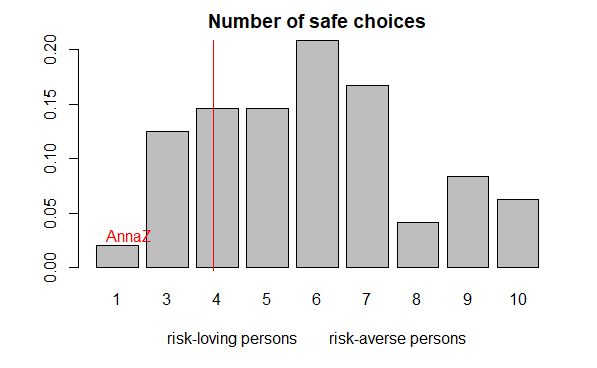 Number of safe choices
0.20
0.15
0.10
0.05
0.00
AnnaZ
1 3 4 5 6 7 8 9 10
risk-loving persons risk-averse persons